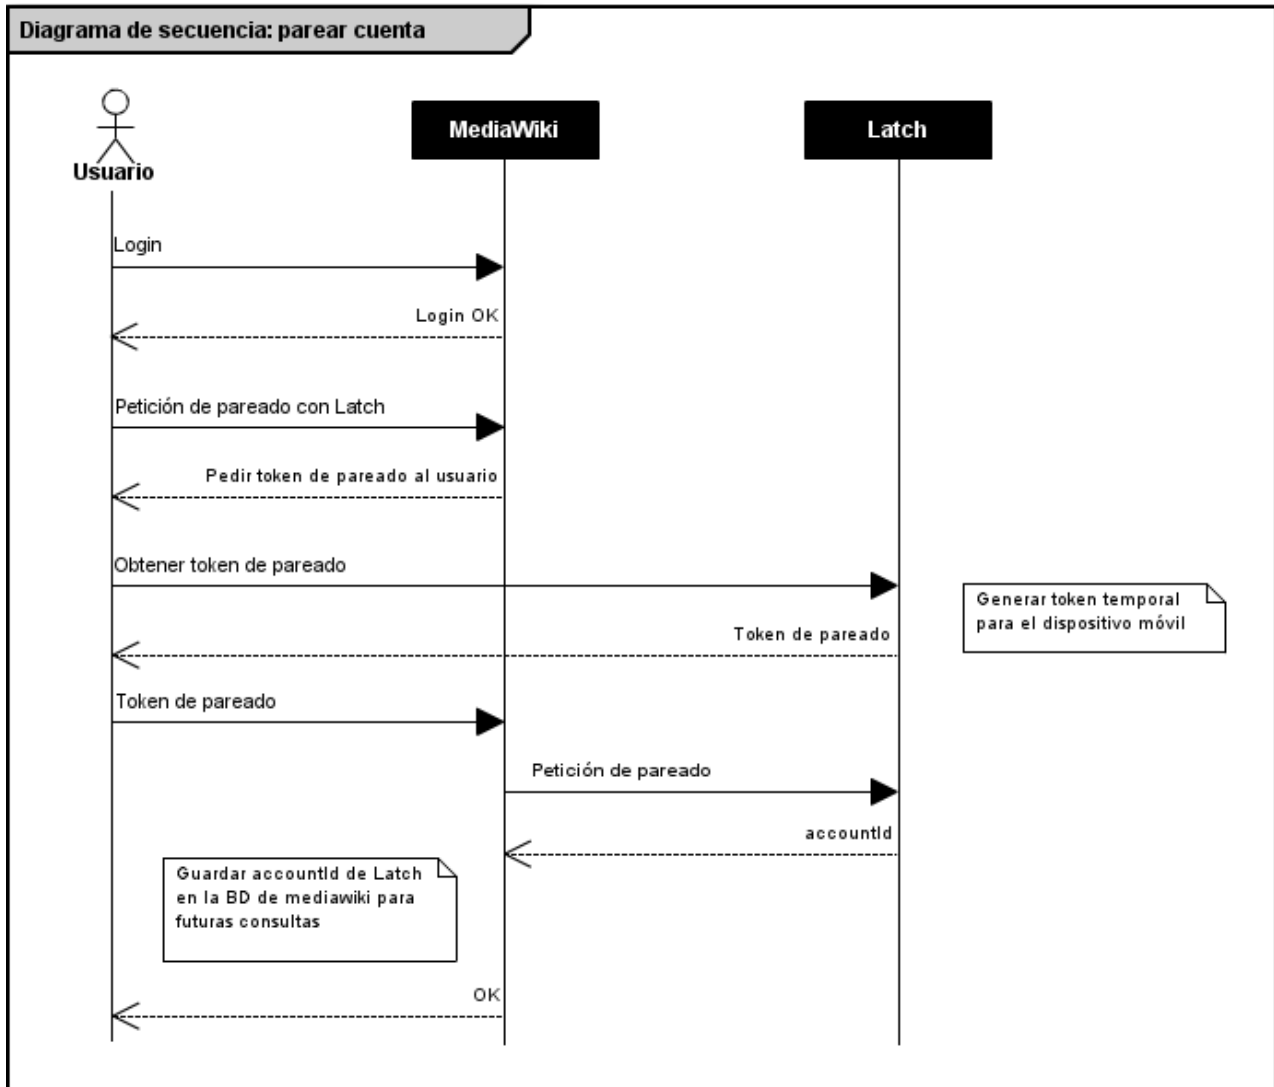 Diagrama de secuencia: parear cuenta
MediaWiki
Latch
Usuario
Login
Login OK
Petición de pareado con Latch
Pedir token de pareado al usuario
Obtener token de pareado
Generar token temporal
para el dispositivo móvil
Token de pareado
Token de pareado
Petición de pareado
accountId
Guardar accountId de Latch
en la BD de mediawiki para
futuras consultas
OK